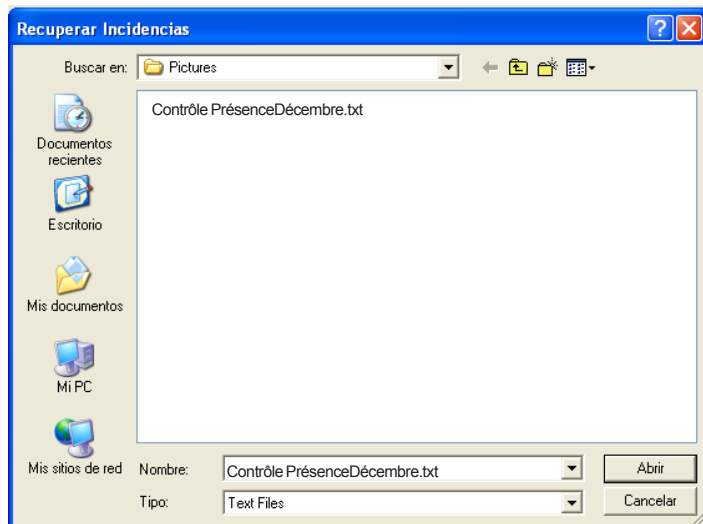 Recuperar Incidencias
Buscar en: Pictures
Contrôle PrésenceDécembre.txt
Documentos
recientes
Escritorio
Mis documentos
Mi PC
Mis sitios de red
Nombre: Contrôle PrésenceDécembre.txt Abrir
Tipo: Text Files Cancelar